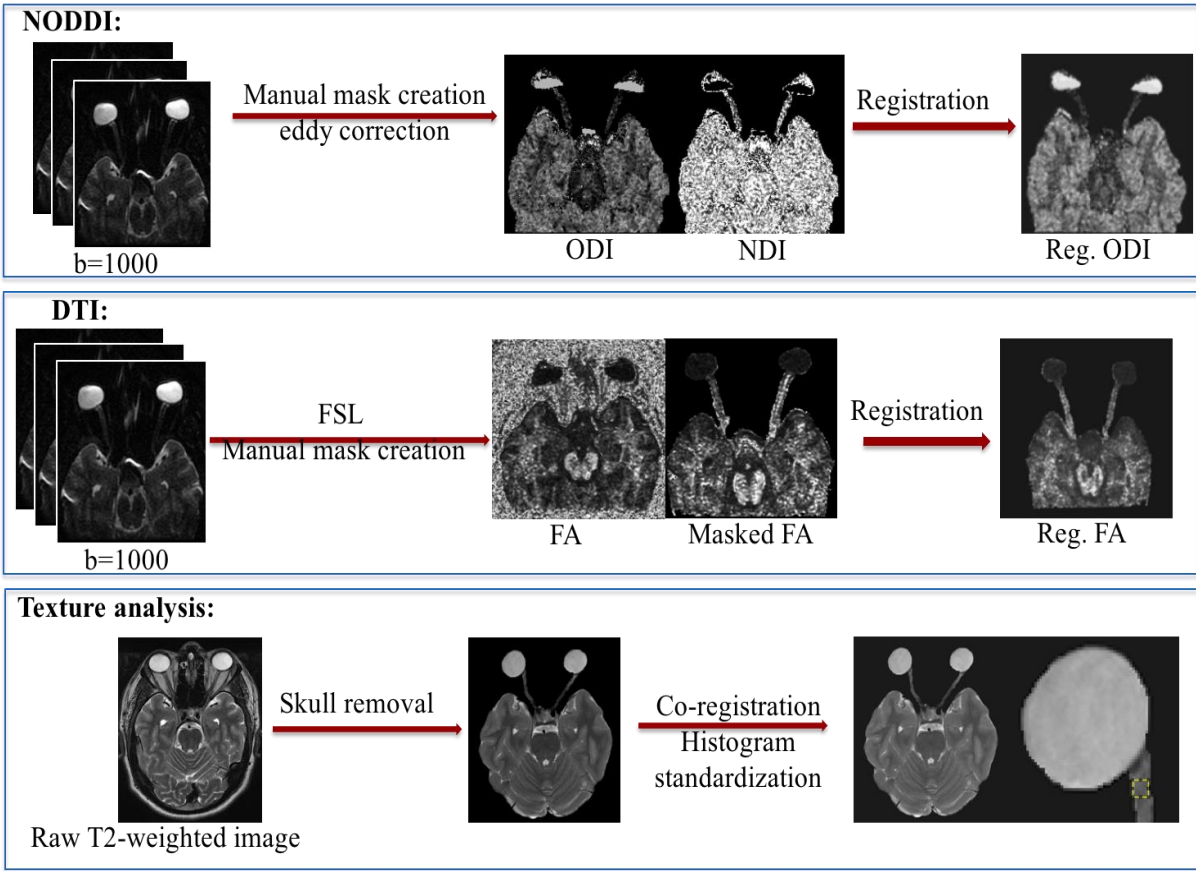 NODDI:
Manual mask creation
eddy correction
Registration
b=1000
ODI
NDI
Reg. ODI
DTI:
FSL
Manual mask creation
Registration
b=1000
FA
Masked FA
Reg. FA
Texture analysis:
Skull removal
Co-registration
Histogram
standardization
Raw T2-weighted image